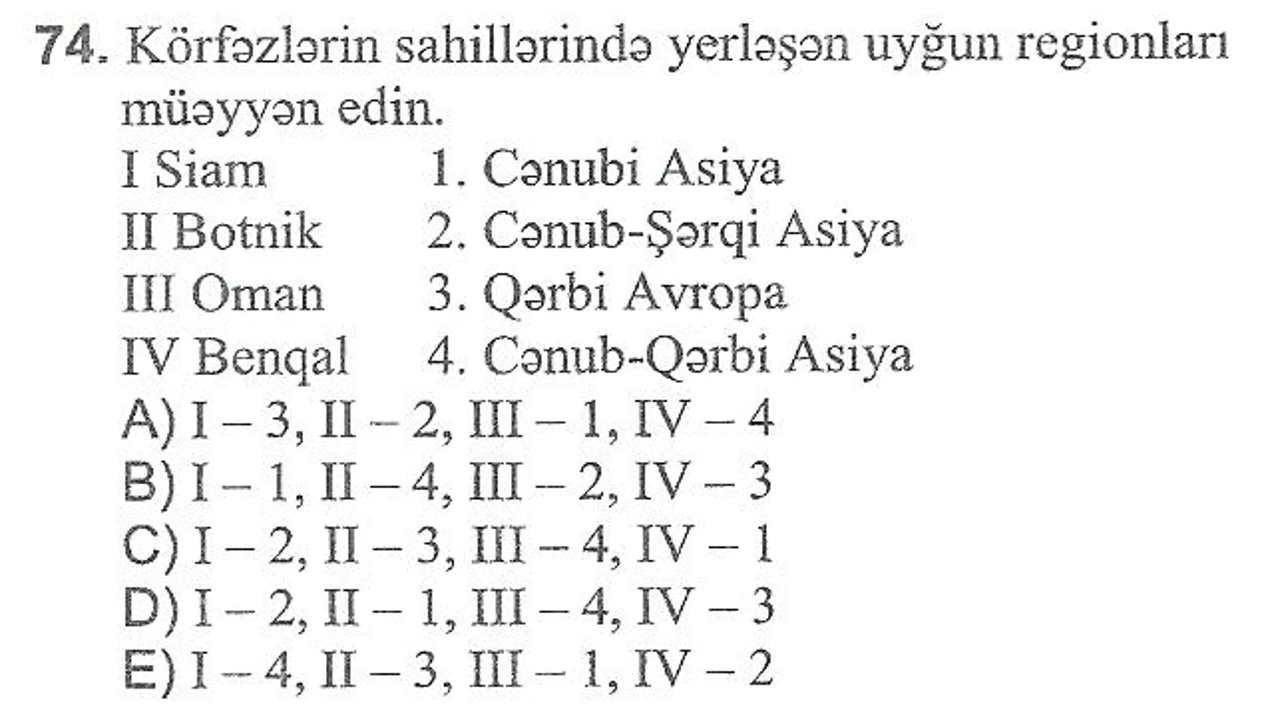 74. Körfəzlərin sahillərində yerləşən uyğun regionları
müəyyən edin.
I Siam 1. Cənubi Asiya
II Botnik 2. Cənub-Şərqi Asiya
III Oman 3. Qərbi Avropa
IV Benqal 4. Cənub-Qərbi Asiya
A) I – 3, II – 2, III – 1, IV – 4
B) I – 1, II – 4, III – 2, IV – 3
C) I – 2, II – 3, III – 4, IV – 1
D) I – 2, II – 1, III – 4, IV – 3
E) I – 4, II – 3, III – 1, IV – 2